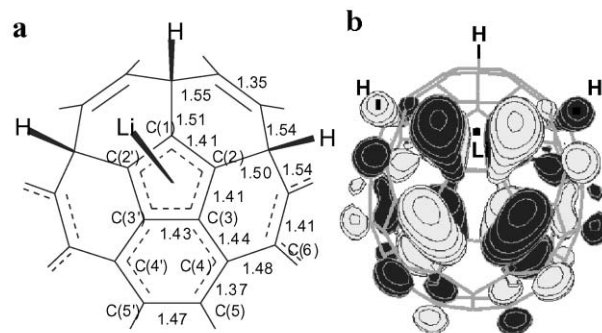 a
H
1.35
1.55
1.51
Li
C(1)
1.41
1.54
H
H
C(2')
C(2)
1.50
1.54
1.41
C(3')
C(3)
1.41
1.43
1.44
C(6)
C(4')
C(4)
1.48
1.37
C(5')
C(5)
1.47
b
H
H
H
L